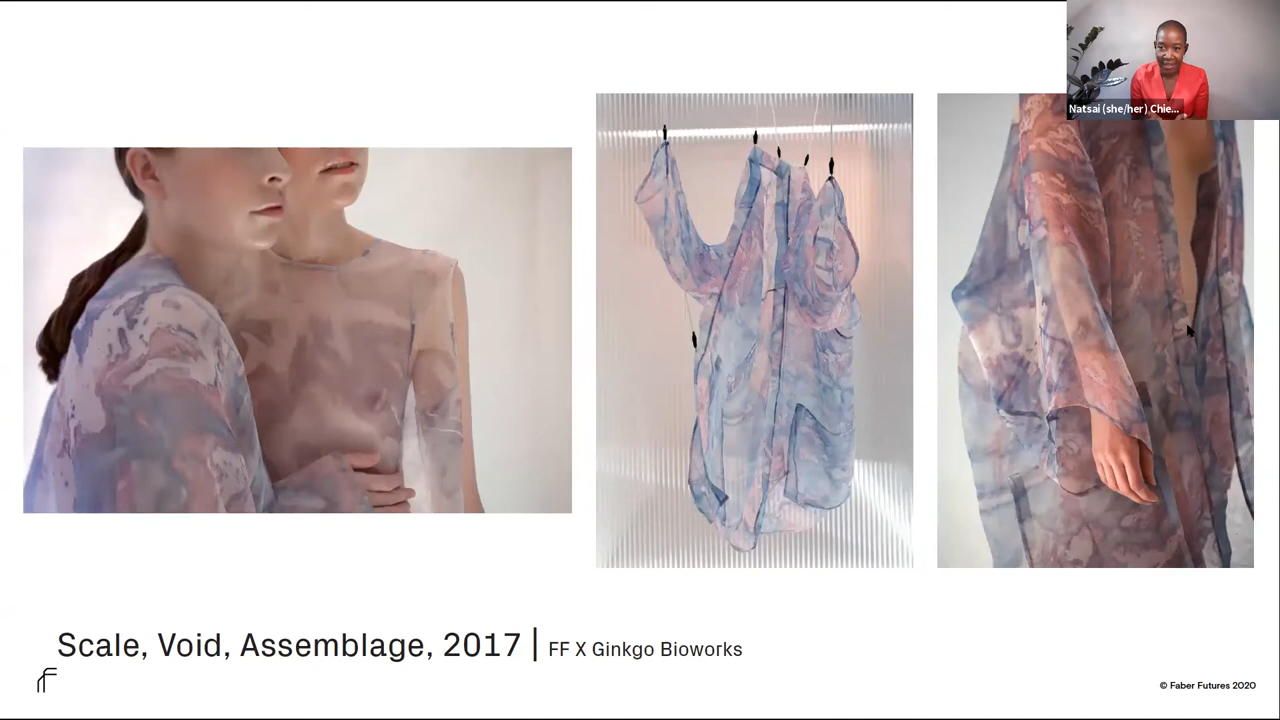 Natsai (she/her) Chie...
Scale, Void, Assemblage, 2017 | FF X Ginkgo Bioworks
© Faber Futures 2020